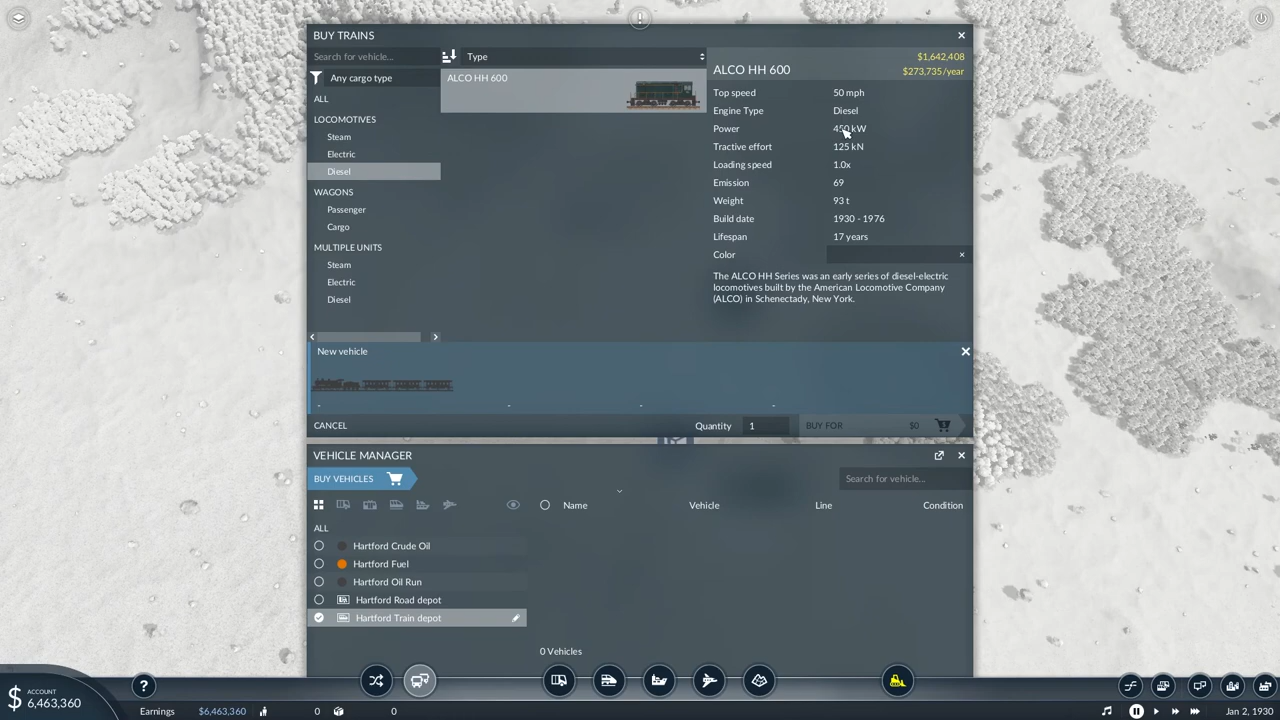 BUY TRAINS
Search for vehicle...
Type
Any cargo type
ALL
LOCOMOTIVES
Steam
Electric
Diesel
WAGONS
Passenger
Cargo
MULTIPLE UNITS
Steam
Electric
Diesel
ALCO HH 600
$1,642,408
ALCO HH 600
$273,735/year
Top speed 50 mph
Engine Type Diesel
Power 450 kW
Tractive effort 125 kN
Loading speed 1.0x
Emission 69
Weight 93 t
Build date 1930 - 1976
Lifespan 17 years
Color
The ALCO HH Series was an early series of diesel-electric
locomotives built by the American Locomotive Company
(ALCO) in Schenectady, New York.
New vehicle
- - - -
CANCEL
Quantity 1
BUY FOR $0
VEHICLE MANAGER
BUY VEHICLES
Search for vehicle...
Name Vehicle Line Condition
ALL
Hartford Crude Oil
Hartford Fuel
Hartford Oil Run
Hartford Road depot
Hartford Train depot
0 Vehicles
$ ACCOUNT
6,463,360
?
Earnings $6,463,360 0 0
Jan 2, 1930